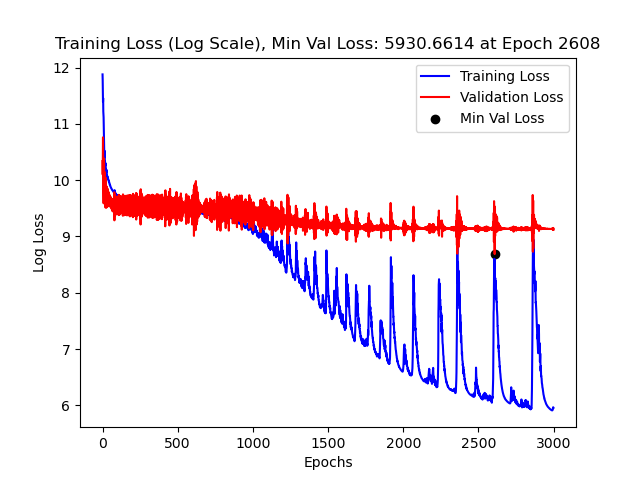 Training Loss (Log Scale), Min Val Loss: 5930.6614 at Epoch 2608
Training Loss
Validation Loss
Min Val Loss
Log Loss
12
11
10
9
8
7
6
0
500
1000
1500
2000
2500
3000
Epochs